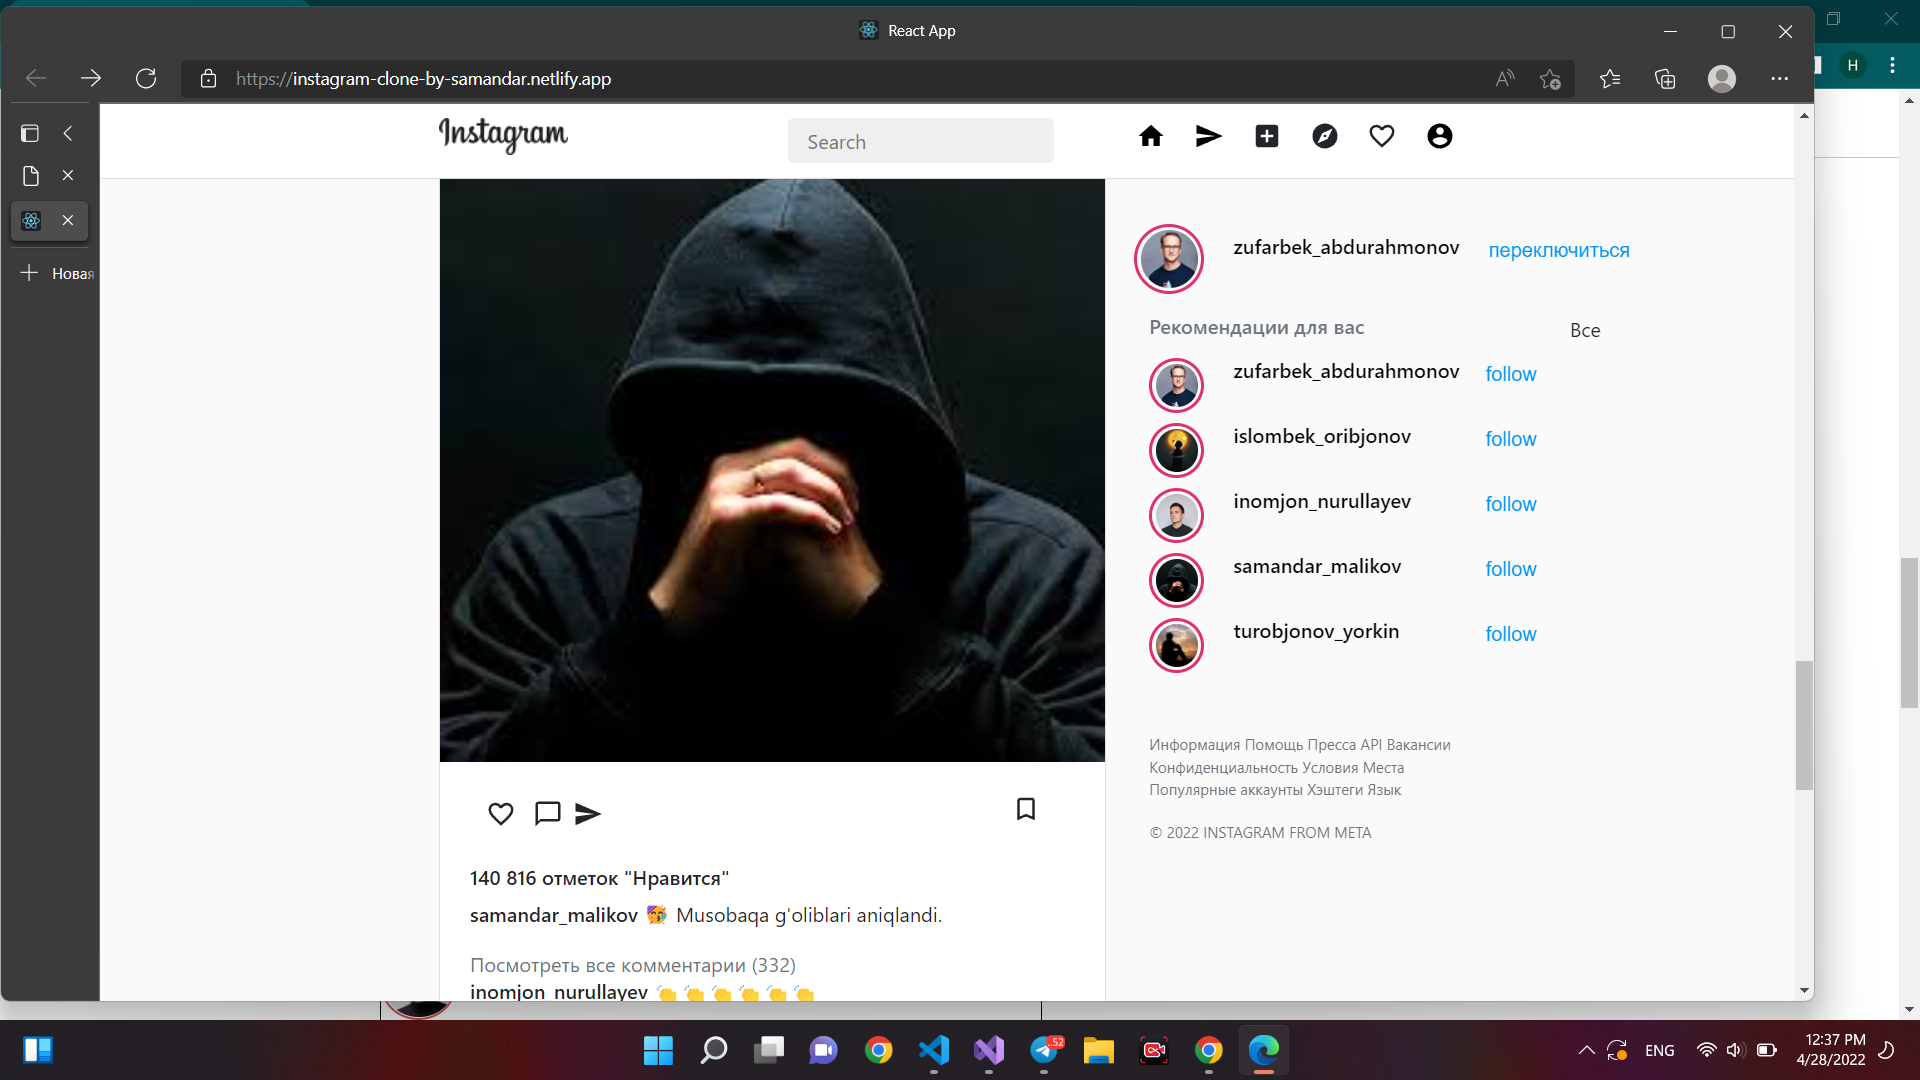 React App
H
https://instagram-clone-by-samandar.netlify.app
Новая
Instagram
Search
zufarbek_abdurahmonov
переключиться
Рекомендации для вас
Все
zufarbek_abdurahmonov
follow
islombek_oribjonov
follow
inomjon_nurullayev
follow
samandar_malikov
follow
turobjonov_yorkin
follow
Информация Помощь Пресса API Вакансии
Конфиденциальность Условия Места
Популярные аккаунты Хэштеги Язык
© 2022 INSTAGRAM FROM META
140 816 отметок "Нравится"
samandar_malikov 🥳 Musobaqa g'oliblari aniqlandi.
Посмотреть все комментарии (332)
inomjon_nurullayev 👏👏👏👏👏👏
52
ENG
12:37 PM
4/28/2022